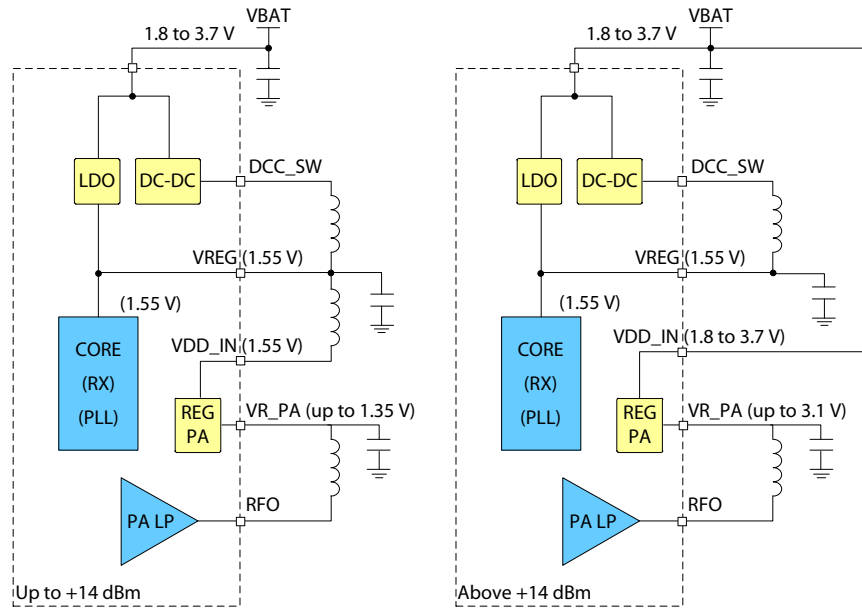 VBAT
1.8 to 3.7 V
LDO
DC-DC
DCC_SW
VREG (1.55 V)
(1.55 V)
CORE
(RX)
(PLL)
VDD_IN (1.55 V)
REG
PA
VR_PA (up to 1.35 V)
PA LP
RFO
Up to +14 dBm
VBAT
1.8 to 3.7 V
LDO
DC-DC
DCC_SW
VREG (1.55 V)
(1.55 V)
CORE
(RX)
(PLL)
VDD_IN (1.8 to 3.7 V)
REG
PA
VR_PA (up to 3.1 V)
PA LP
RFO
Above +14 dBm